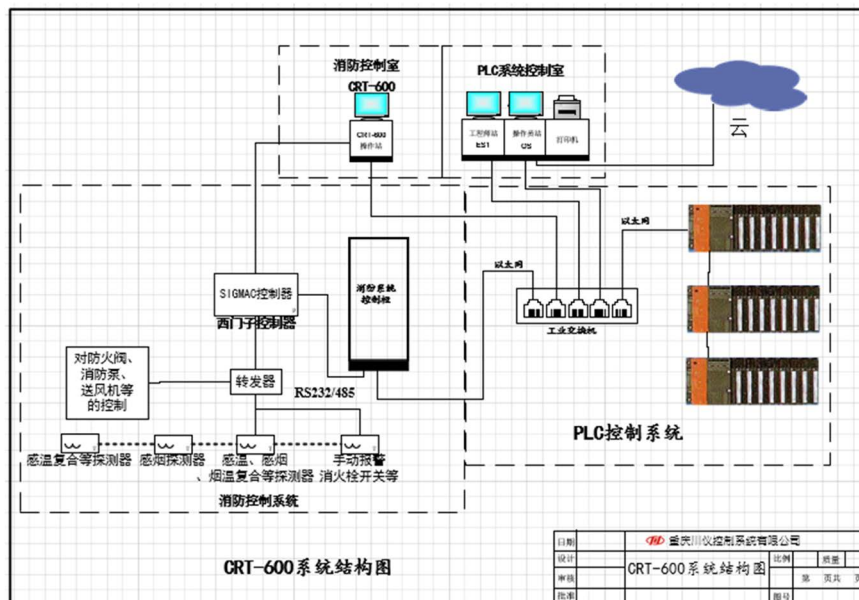 消防控制室
CRT-600
PLC系统控制室
CRT-600
操作站
工程师站
ES1
操作员站
OS
打印机
云
以太网
以太网
SIGMAC控制器
西门子控制器
消防系统
控制柜
工业交换机
对防火阀、
消防泵、
送风机等
的控制
转发器
RS232/485
PLC控制系统
感温复合等探测器
感烟探测器
感温、感烟
、烟温复合等探测器
手动报警
消火栓开关等
消防控制系统
CRT-600系统结构图
日期
重庆川仪控制系统有限公司
设计
CRT-600系统结构图
比例
质量
审核
第 页共 页
批准
图号